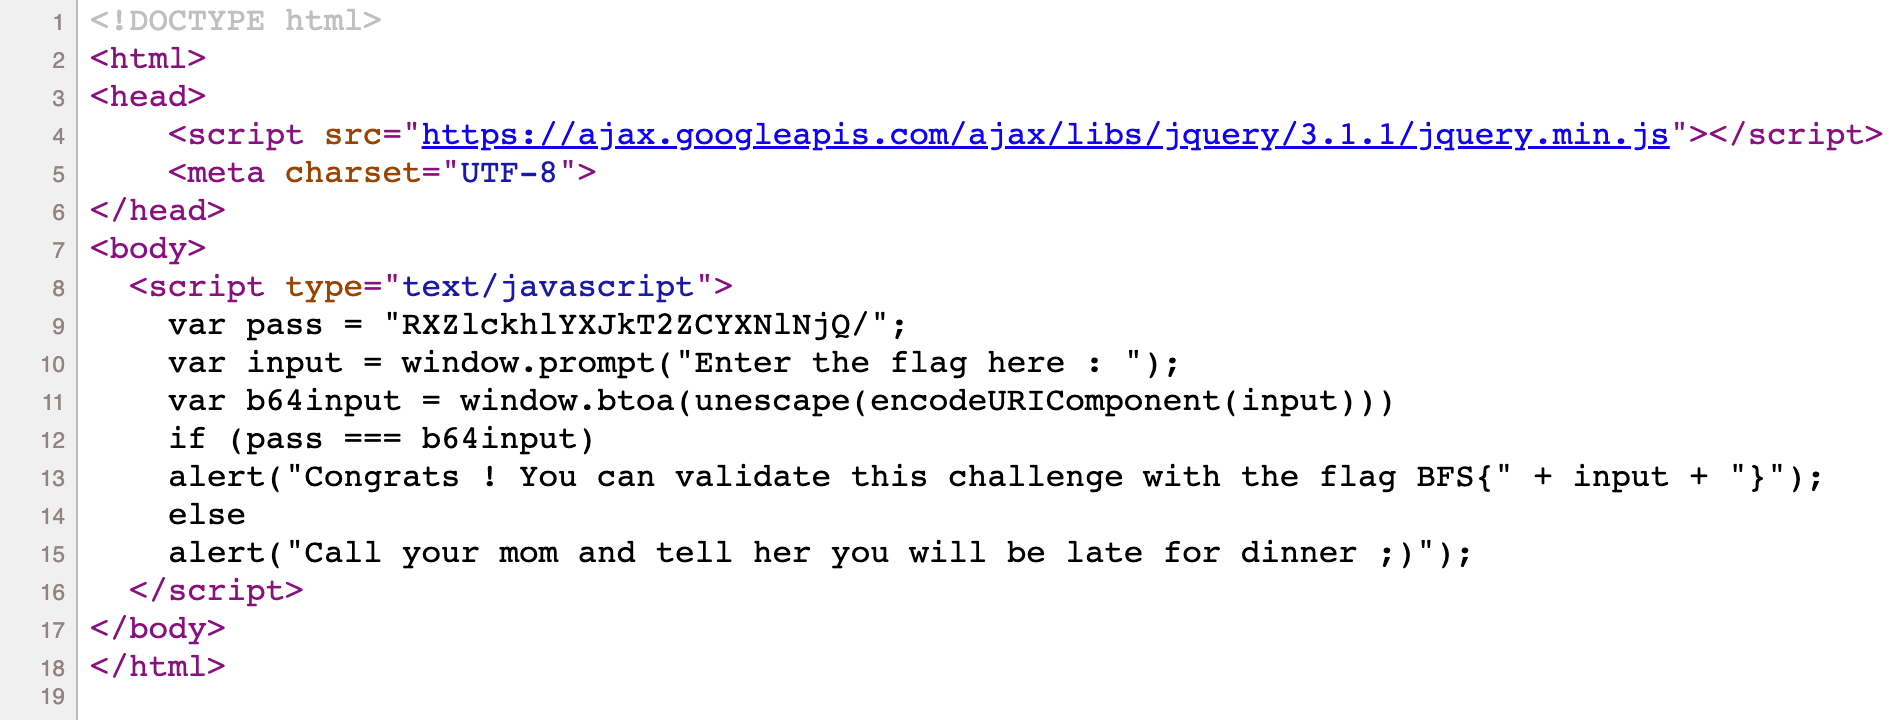 1 <!DOCTYPE html>
2 <html>
3 <head>
4 <script src="https://ajax.googleapis.com/ajax/libs/jquery/3.1.1/jquery.min.js"></script>
5 <meta charset="UTF-8">
6 </head>
7 <body>
8 <script type="text/javascript">
9 var pass = "RXZlckhlYXJkT2ZCYXNlNjQ/";
10 var input = window.prompt("Enter the flag here : ");
11 var b64input = window.btoa(unescape(encodeURIComponent(input)))
12 if (pass === b64input)
13 alert("Congrats ! You can validate this challenge with the flag BFS{" + input + "}");
14 else
15 alert("Call your mom and tell her you will be late for dinner ;)");
16 </script>
17 </body>
18 </html>
19